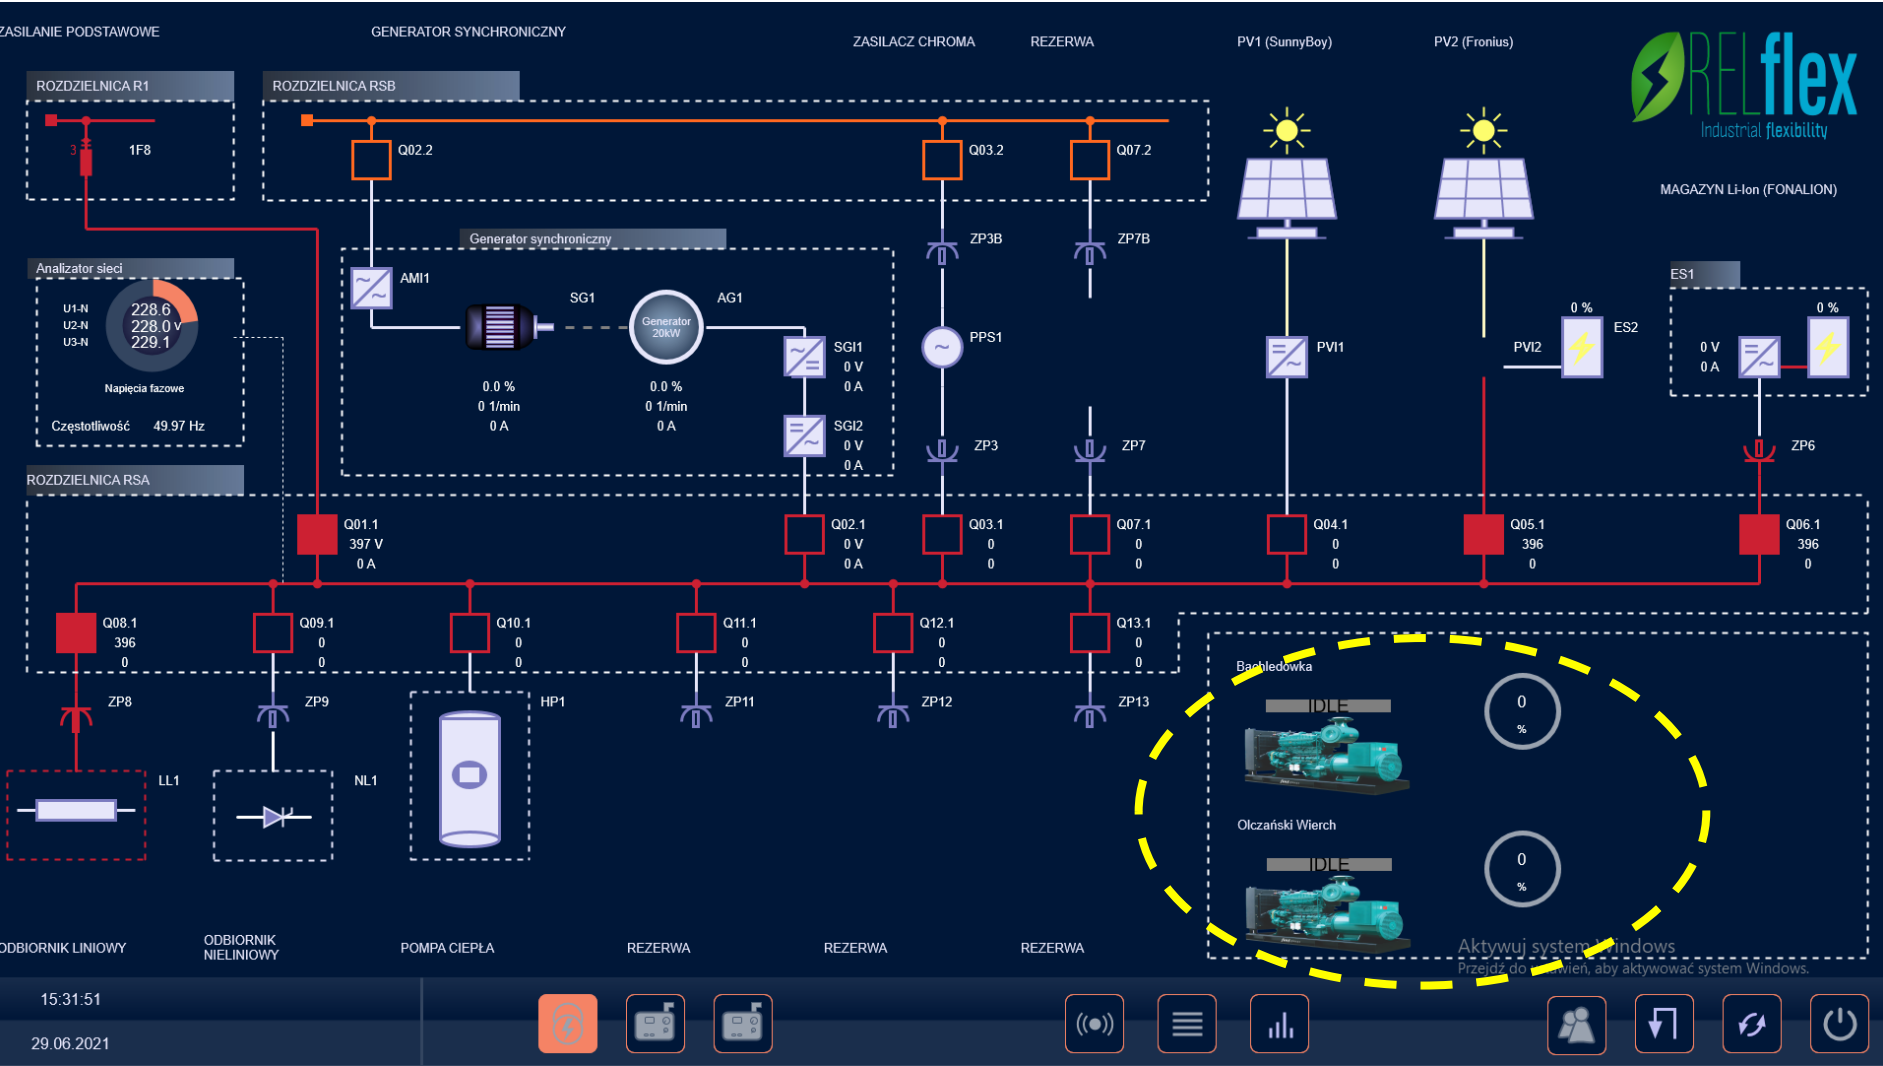 ZASILANIE PODSTAWOWE
GENERATOR SYNCHRONICZNY
ZASILACZ CHROMA
REZERWA
PV1 (SunnyBoy)
PV2 (Fronius)
RELflex
Industrial flexibility
MAGAZYN Li-Ion (FONALION)
ROZDZIELNICA R1
3
1F8
ROZDZIELNICA RSB
Q02.2
Q03.2
Q07.2
ZP3B
ZP7B
Generator synchroniczny
AMI1
SG1
AG1
Generator
20kW
0.0 %
0 1/min
0 A
0.0 %
0 1/min
0 A
SGI1
0 V
0 A
SGI2
0 V
0 A
PPS1
ZP3
ZP7
PVI1
PVI2
0 %
ES2
ES1
0 %
0 V
0 A
ZP6
Analizator sieci
U1-N
U2-N
U3-N
228.6
228.0 V
229.1
Napięcia fazowe
Częstotliwość 49.97 Hz
ROZDZIELNICA RSA
Q01.1
397 V
0 A
Q02.1
0 V
0 A
Q03.1
0
0
Q07.1
0
0
Q04.1
0
0
Q05.1
396
0
Q06.1
396
0
Q08.1
396
0
Q09.1
0
0
Q10.1
0
0
Q11.1
0
0
Q12.1
0
0
Q13.1
0
0
ZP8
ZP9
HP1
ZP11
ZP12
ZP13
LL1
NL1
Bachledówka
IDLE
0
%
Olczański Wierch
IDLE
0
%
ODBIORNIK LINIOWY
ODBIORNIK
NIELINIOWY
POMPA CIEPŁA
REZERWA
REZERWA
REZERWA
Aktywuj system Windows
Przejdź do ustawień, aby aktywować system Windows.
15:31:51
29.06.2021